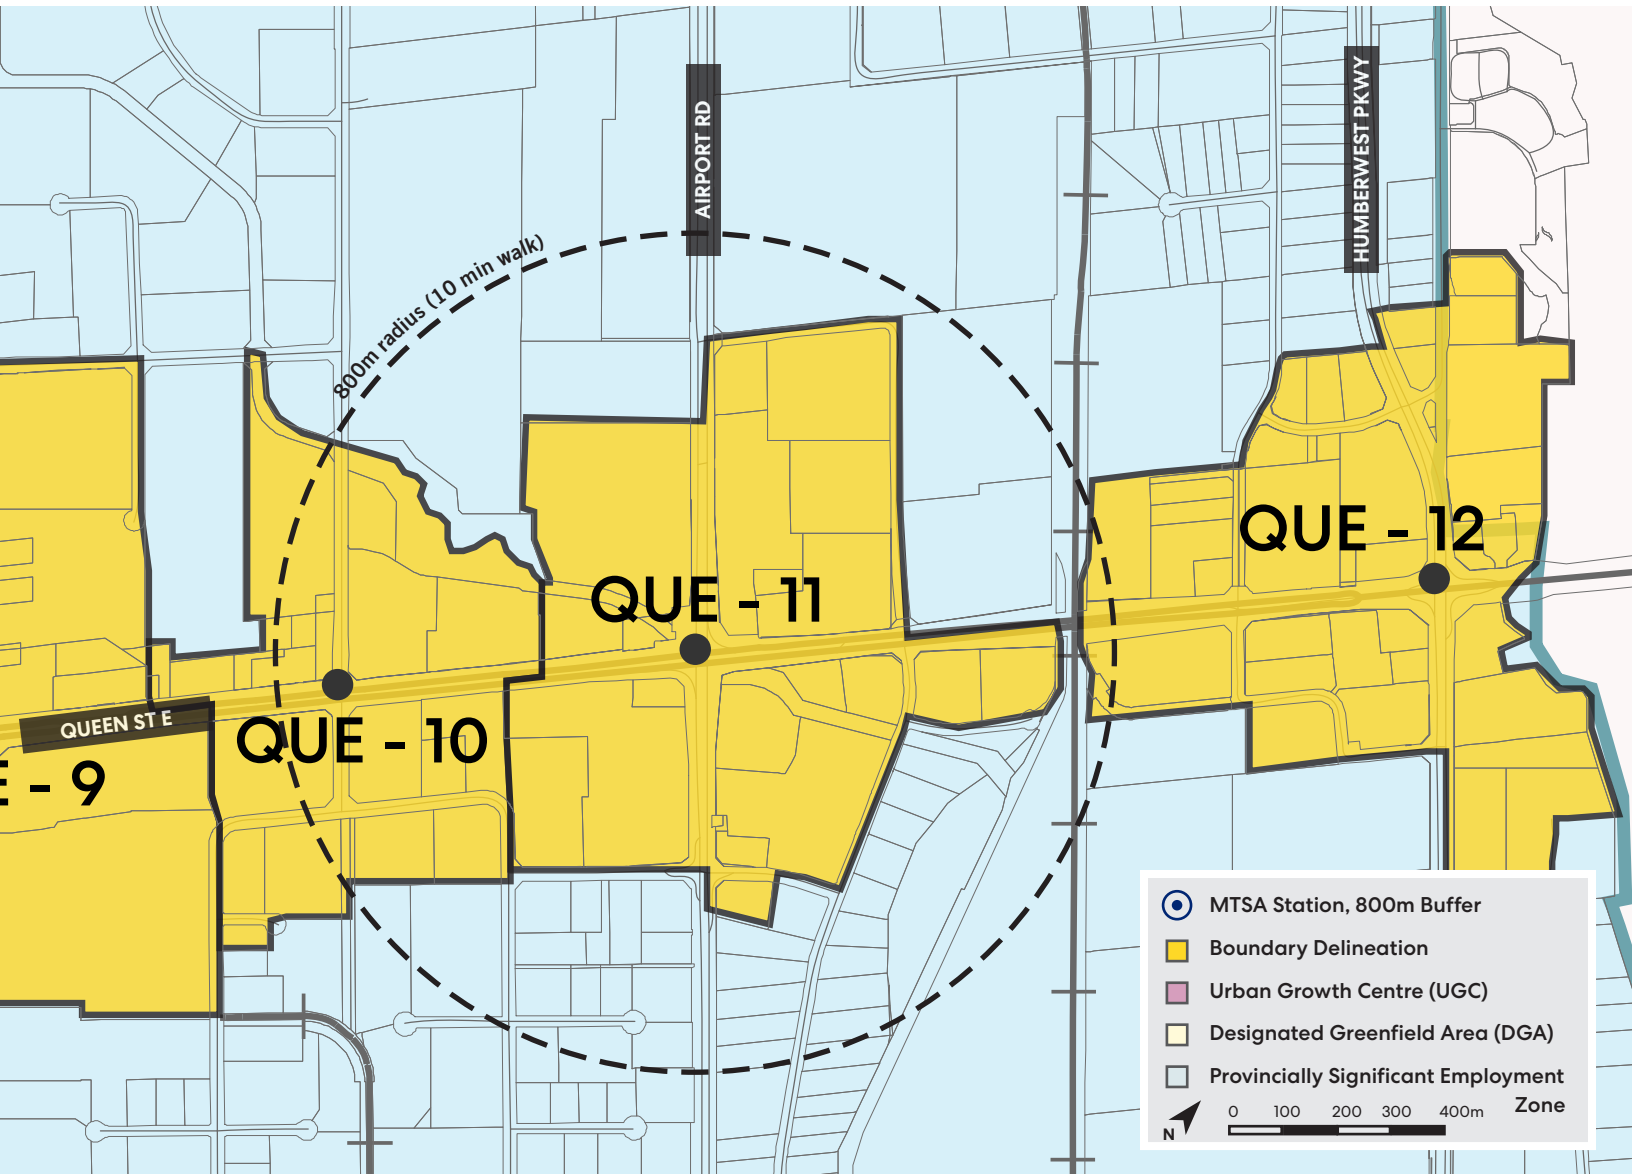 AIRPORT RD
HUMBERWEST PKWY
800m radius (10 min walk)
QUE - 12
QUE - 11
QUEEN ST E
QUE - 10
E - 9
MTSA Station, 800m Buffer
Boundary Delineation
Urban Growth Centre (UGC)
Designated Greenfield Area (DGA)
Provincially Significant Employment
Zone
N
0 100 200 300 400m